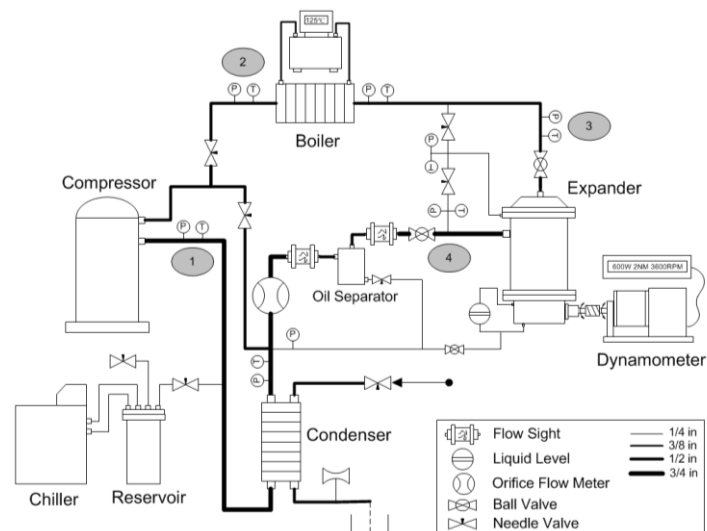 125℃
2
P T
P T
Boiler
3
P
T
P
T
Compressor
Expander
P T
P T
1
4
600W 2NM 3600RPM
Oil Separator
P
Dynamometer
T
P
Condenser
Chiller
Reservoir
Flow Sight
Liquid Level
Orifice Flow Meter
Ball Valve
Needle Valve
1/4 in
3/8 in
1/2 in
3/4 in